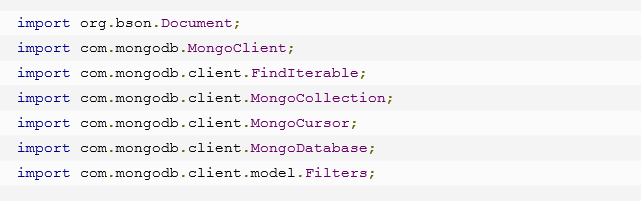 import org.bson.Document;
import com.mongodb.MongoClient;
import com.mongodb.client.FindIterable;
import com.mongodb.client.MongoCollection;
import com.mongodb.client.MongoCursor;
import com.mongodb.client.MongoDatabase;
import com.mongodb.client.model.Filters;